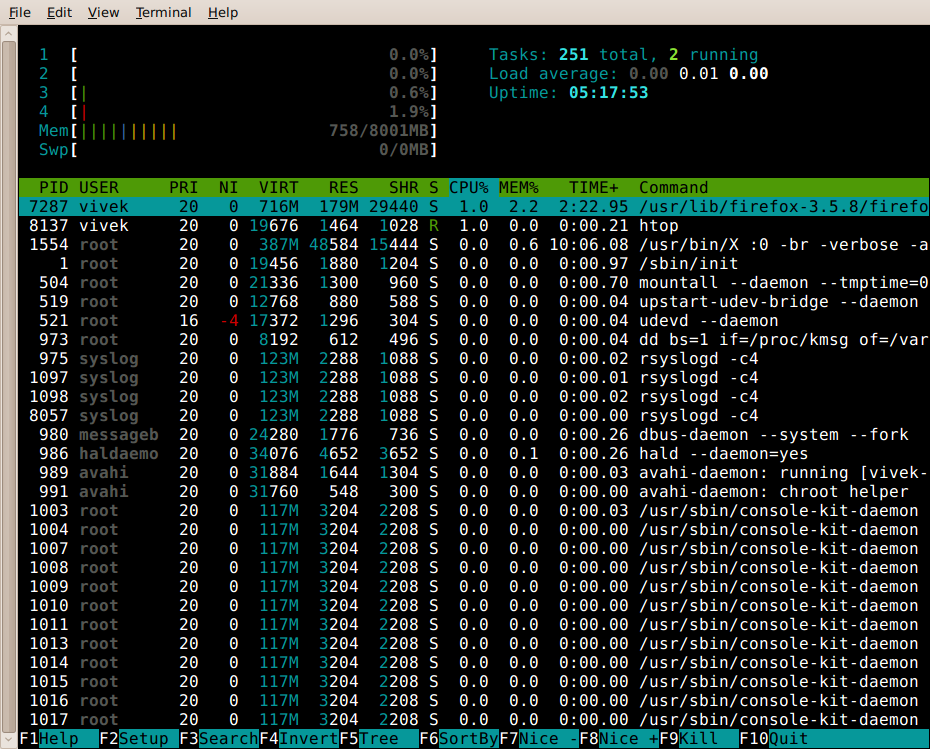 File Edit View Terminal Help
1 [ 0.0%] Tasks: 251 total, 2 running
2 [ 0.0%] Load average: 0.00 0.01 0.00
3 [| 0.6%] Uptime: 05:17:53
4 [| 1.9%]
Mem[|||||||||| 758/8001MB]
Swp[ 0/0MB]
PID USER PRI NI VIRT RES SHR S CPU% MEM% TIME+ Command
7287 vivek 20 0 716M 179M 29440 S 1.0 2.2 2:22.95 /usr/lib/firefox-3.5.8/firefo
8137 vivek 20 0 19676 1464 1028 R 1.0 0.0 0:00.21 htop
1554 root 20 0 387M 48584 15444 S 0.0 0.6 10:06.08 /usr/bin/X :0 -br -verbose -a
1 root 20 0 19456 1880 1204 S 0.0 0.0 0:00.97 /sbin/init
504 root 20 0 21336 1300 960 S 0.0 0.0 0:00.70 mountall --daemon --tmptime=0
519 root 20 0 12768 880 588 S 0.0 0.0 0:00.04 upstart-udev-bridge --daemon
521 root 16 -4 17372 1296 304 S 0.0 0.0 0:00.04 udevd --daemon
973 root 20 0 8192 612 496 S 0.0 0.0 0:00.04 dd bs=1 if=/proc/kmsg of=/var
975 syslog 20 0 123M 2288 1088 S 0.0 0.0 0:00.02 rsyslogd -c4
1097 syslog 20 0 123M 2288 1088 S 0.0 0.0 0:00.01 rsyslogd -c4
1098 syslog 20 0 123M 2288 1088 S 0.0 0.0 0:00.02 rsyslogd -c4
8057 syslog 20 0 123M 2288 1088 S 0.0 0.0 0:00.00 rsyslogd -c4
980 messageb 20 0 24280 1776 736 S 0.0 0.0 0:00.26 dbus-daemon --system --fork
986 haldaemo 20 0 34076 4652 3652 S 0.0 0.1 0:00.26 hald --daemon=yes
989 avahi 20 0 31884 1644 1304 S 0.0 0.0 0:00.03 avahi-daemon: running [vivek-
991 avahi 20 0 31760 548 300 S 0.0 0.0 0:00.00 avahi-daemon: chroot helper
1003 root 20 0 117M 3204 2208 S 0.0 0.0 0:00.03 /usr/sbin/console-kit-daemon
1004 root 20 0 117M 3204 2208 S 0.0 0.0 0:00.00 /usr/sbin/console-kit-daemon
1007 root 20 0 117M 3204 2208 S 0.0 0.0 0:00.00 /usr/sbin/console-kit-daemon
1008 root 20 0 117M 3204 2208 S 0.0 0.0 0:00.00 /usr/sbin/console-kit-daemon
1009 root 20 0 117M 3204 2208 S 0.0 0.0 0:00.00 /usr/sbin/console-kit-daemon
1010 root 20 0 117M 3204 2208 S 0.0 0.0 0:00.00 /usr/sbin/console-kit-daemon
1011 root 20 0 117M 3204 2208 S 0.0 0.0 0:00.00 /usr/sbin/console-kit-daemon
1013 root 20 0 117M 3204 2208 S 0.0 0.0 0:00.00 /usr/sbin/console-kit-daemon
1014 root 20 0 117M 3204 2208 S 0.0 0.0 0:00.00 /usr/sbin/console-kit-daemon
1015 root 20 0 117M 3204 2208 S 0.0 0.0 0:00.00 /usr/sbin/console-kit-daemon
1016 root 20 0 117M 3204 2208 S 0.0 0.0 0:00.00 /usr/sbin/console-kit-daemon
1017 root 20 0 117M 3204 2208 S 0.0 0.0 0:00.00 /usr/sbin/console-kit-daemon
F1Help F2Setup F3SearchF4InvertF5Tree F6SortByF7Nice -F8Nice +F9Kill F10Quit